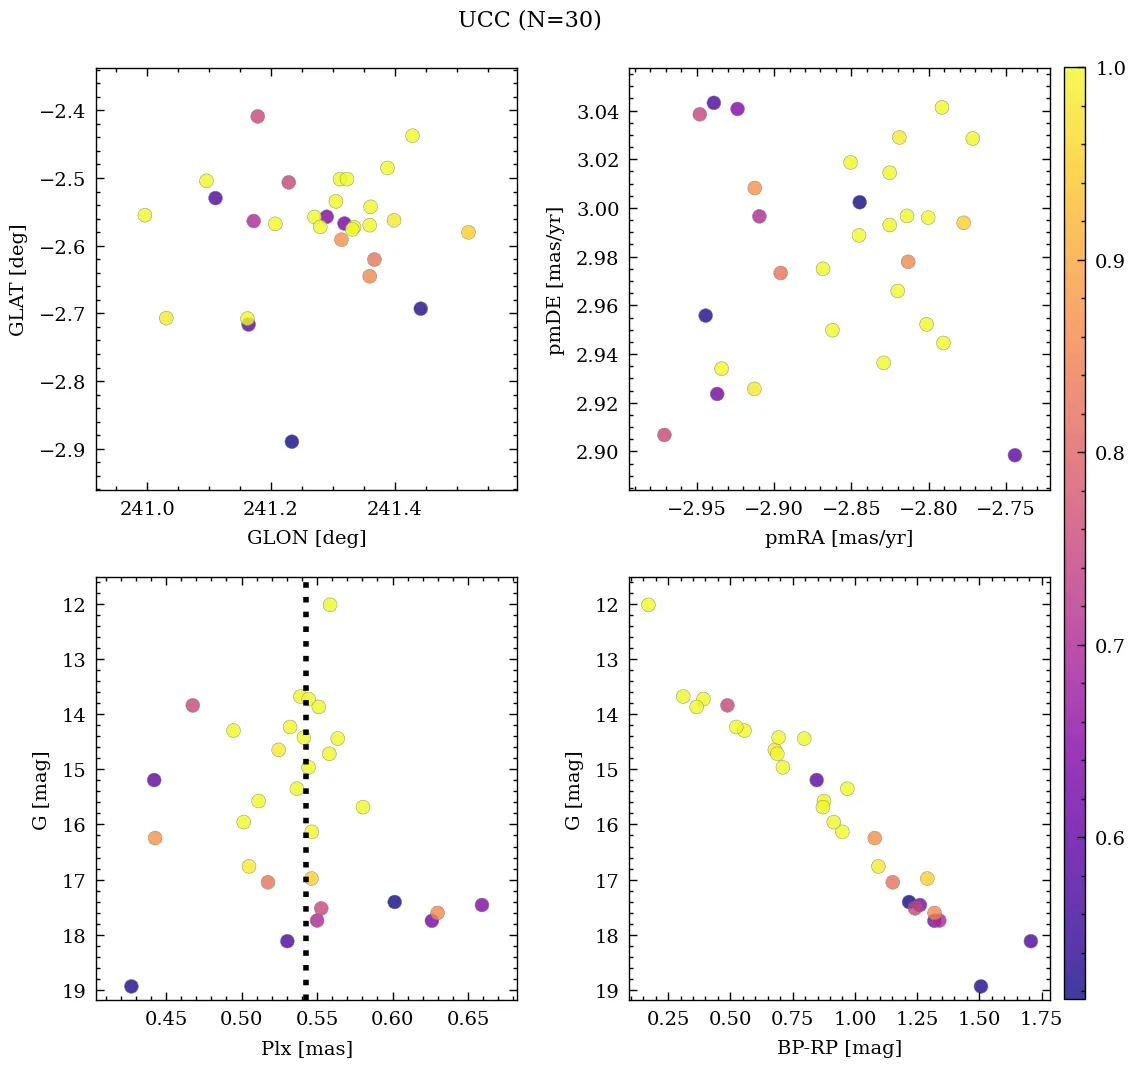 UCC (N=30)
−2.4
−2.5
−2.6
−2.7
−2.8
−2.9
GLAT [deg]
241.0 241.2 241.4
GLON [deg]
3.04
3.02
3.00
2.98
2.96
2.94
2.92
2.90
pmDE [mas/yr]
−2.95 −2.90 −2.85 −2.80 −2.75
pmRA [mas/yr]
1.0
0.9
0.8
0.7
0.6
12
13
14
15
16
17
18
19
G [mag]
0.45 0.50 0.55 0.60 0.65
Plx [mas]
12
13
14
15
16
17
18
19
G [mag]
0.25 0.50 0.75 1.00 1.25 1.50 1.75
BP-RP [mag]